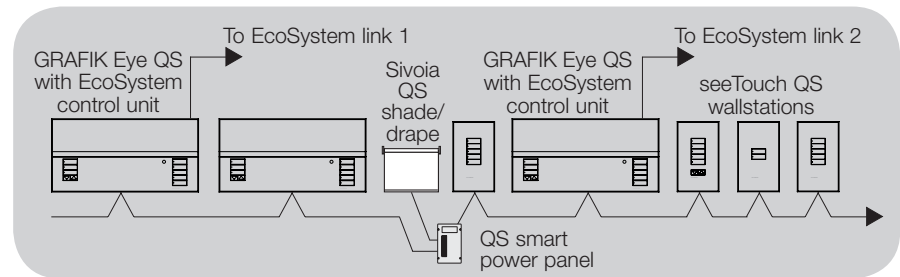 To EcoSystem link 1
GRAFIK Eye QS
with EcoSystem
control unit
Sivoia
QS
shade/
drape
To EcoSystem link 2
GRAFIK Eye QS
with EcoSystem
control unit
seeTouch QS
wallstations
QS smart
power panel